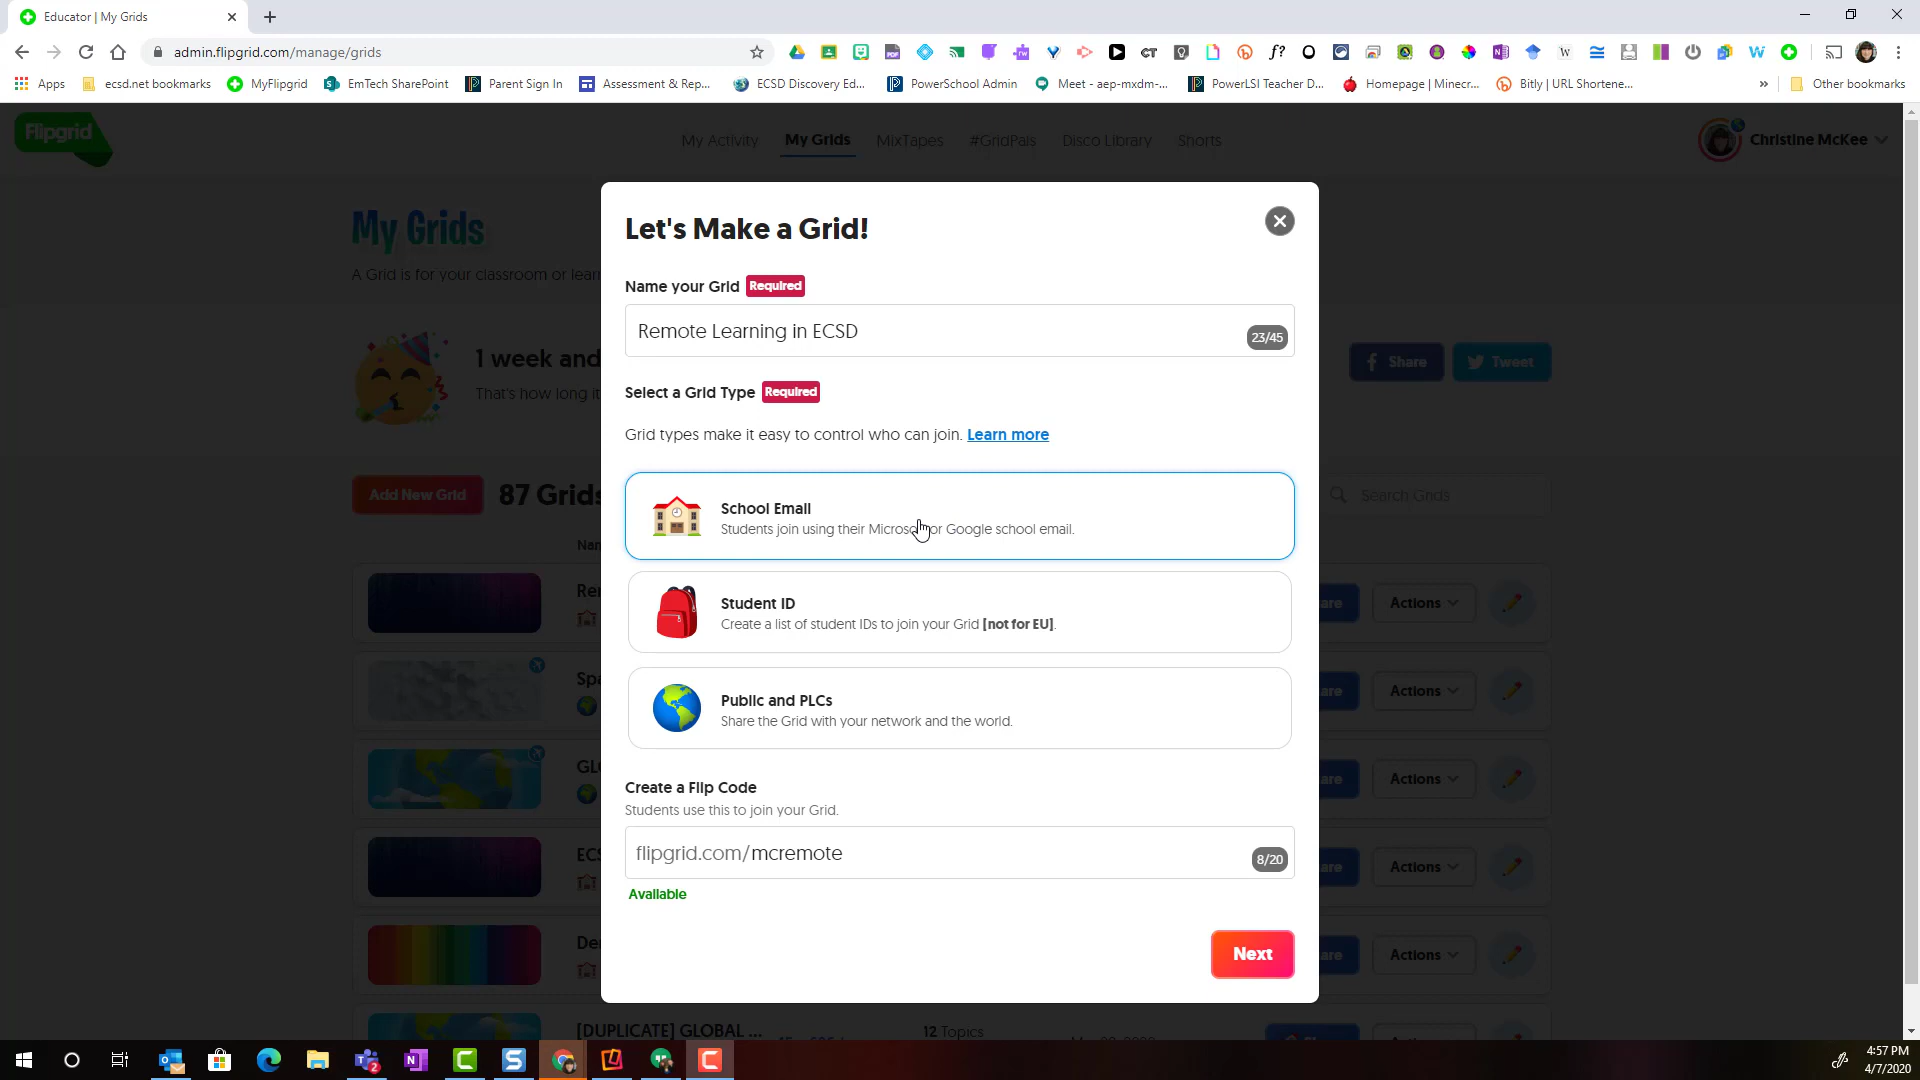 Educator | My Grids
admin.flipgrid.com/manage/grids
Apps
ecsd.net bookmarks
MyFlipgrid
EmTech SharePoint
Parent Sign In
Assessment & Rep...
ECSD Discovery Ed...
PowerSchool Admin
Meet - aep-mxdm-...
PowerLSI Teacher D...
Homepage | Minecr...
Bitly | URL Shortene...
»
Other bookmarks
Flipgrid
My Activity
My Grids
MixTapes
#GridPals
Disco Library
Shorts
Christine McKee
My Grids
A Grid is for your classroom or lear
1 week and
That's how long it
Share
Tweet
Add New Grid
87 Grids
Search Grids
Let's Make a Grid!
Name your Grid Required
Remote Learning in ECSD
23/45
Select a Grid Type Required
Grid types make it easy to control who can join. Learn more
School Email
Students join using their Microso or Google school email.
Student ID
Create a list of student IDs to join your Grid [not for EU].
Public and PLCs
Share the Grid with your network and the world.
Create a Flip Code
Students use this to join your Grid.
flipgrid.com/mcremote
8/20
Available
Next
Actions
Actions
Actions
Actions
Actions
[DUPLICATE] GLOBAL ...
12 Topics
4:57 PM
4/7/2020